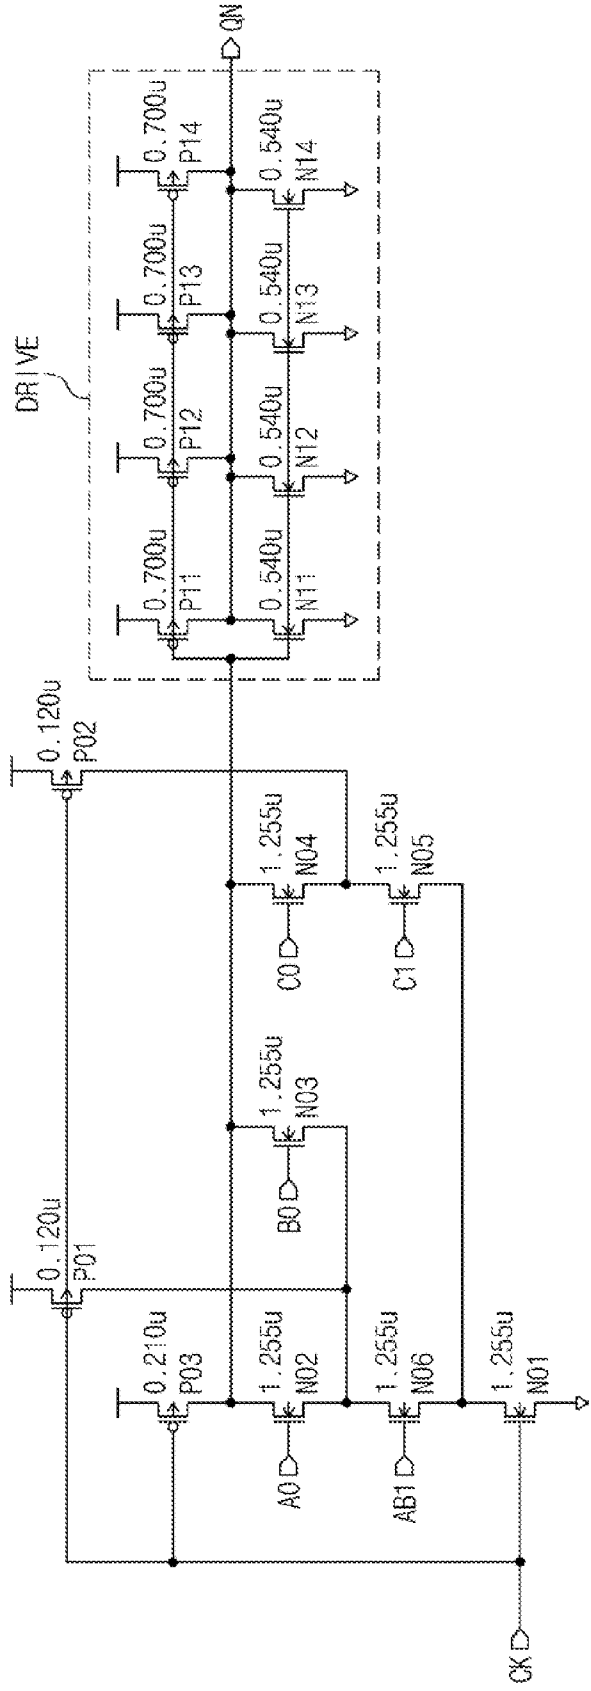 DRIVE
0.120u
P01
0.120u
P02
0.700u
P11
0.700u
P12
0.700u
P13
0.700u
P14
QN
0.210u
P03
0.540u
N11
0.540u
N12
0.540u
N13
0.540u
N14
A0
1.255u
N02
B0
1.255u
N03
C0
1.255u
N04
AB1
1.255u
N06
C1
1.255u
N05
CK
1.255u
N01